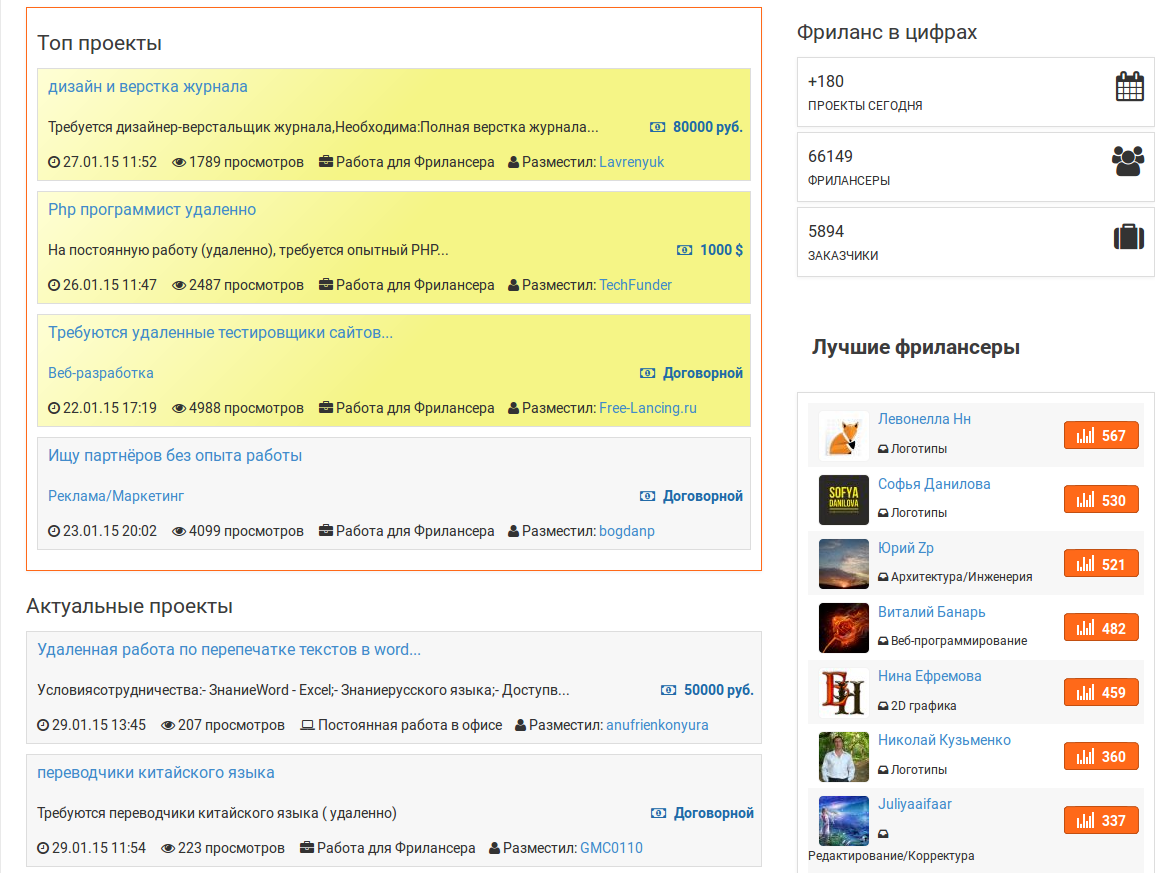 Топ проекты
дизайн и верстка журнала
Требуется дизайнер-верстальщик журнала,Необходима:Полная верстка журнала... 80000 руб.
27.01.15 11:52 1789 просмотров Работа для Фрилансера Разместил: Lavrenyuk
Php программист удаленно
На постоянную работу (удаленно), требуется опытный PHP... 1000 $
26.01.15 11:47 2487 просмотров Работа для Фрилансера Разместил: TechFunder
Требуются удаленные тестировщики сайтов...
Веб-разработка Договорной
22.01.15 17:19 4988 просмотров Работа для Фрилансера Разместил: Free-Lancing.ru
Ищу партнёров без опыта работы
Реклама/Маркетинг Договорной
23.01.15 20:02 4099 просмотров Работа для Фрилансера Разместил: bogdanp
Актуальные проекты
Удаленная работа по перепечатке текстов в word...
Условиясотрудничества:- ЗнаниеWord - Excel;- Знаниерусского языка;- Доступв... 50000 руб.
29.01.15 13:45 207 просмотров Постоянная работа в офисе Разместил: anufrienkonyura
переводчики китайского языка
Требуются переводчики китайского языка ( удаленно) Договорной
29.01.15 11:54 223 просмотров Работа для Фрилансера Разместил: GMC0110
Фриланс в цифрах
+180
ПРОЕКТЫ СЕГОДНЯ
66149
ФРИЛАНСЕРЫ
5894
ЗАКАЗЧИКИ
Лучшие фрилансеры
Левонелла Нн
Логотипы
567
SOFYA
DANILOVA
Софья Данилова
Логотипы
530
Юрий Zp
Архитектура/Инженерия
521
Виталий Банарь
Веб-программирование
482
ЕН
Нина Ефремова
2D графика
459
Николай Кузьменко
Логотипы
360
Juliyaaifaar
Редактирование/Корректура
337